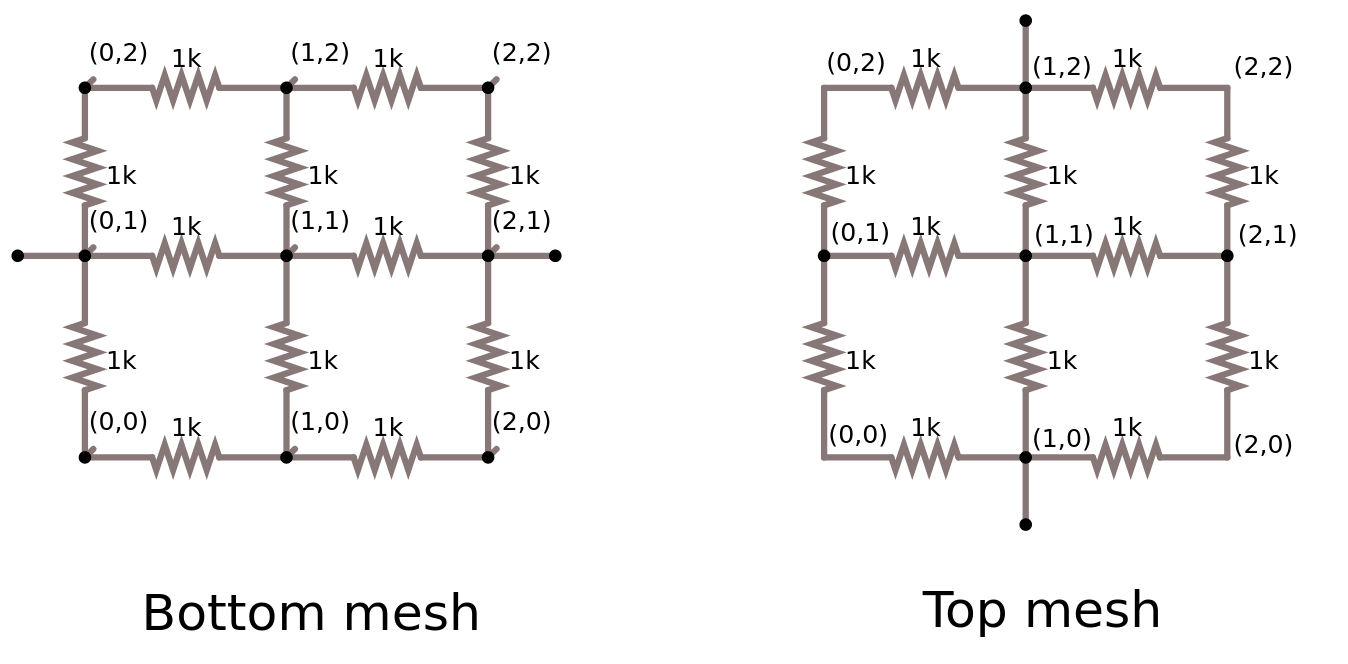 (0,2) 1k (1,2) 1k (2,2)
1k 1k 1k
(0,1) 1k (1,1) 1k (2,1)
1k 1k 1k
(0,0) 1k (1,0) 1k (2,0)
Bottom mesh
(0,2) 1k (1,2) 1k (2,2)
1k 1k 1k
(0,1) 1k (1,1) 1k (2,1)
1k 1k 1k
(0,0) 1k (1,0) 1k (2,0)
Top mesh